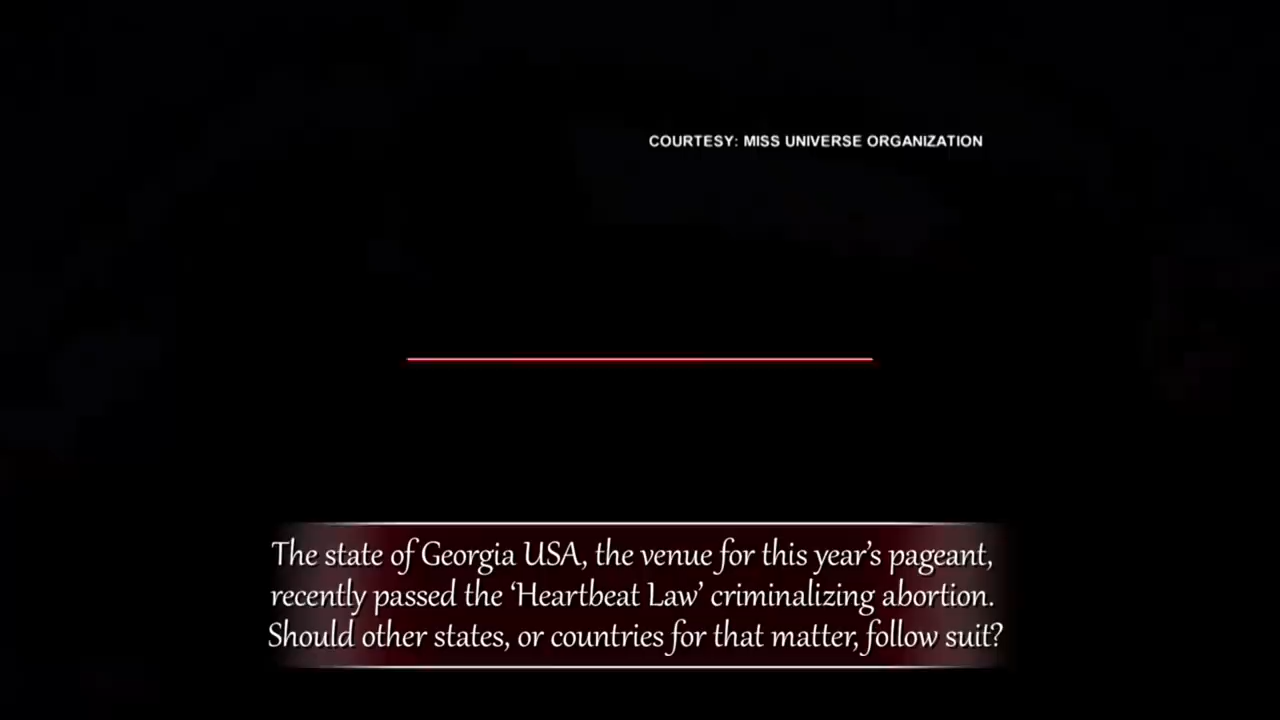 COURTESY: MISS UNIVERSE ORGANIZATION
The state of Georgia USA, the venue for this year's pageant,
recently passed the ‘Heartbeat Law’ criminalizing abortion.
Should other states, or countries for that matter, follow suit?